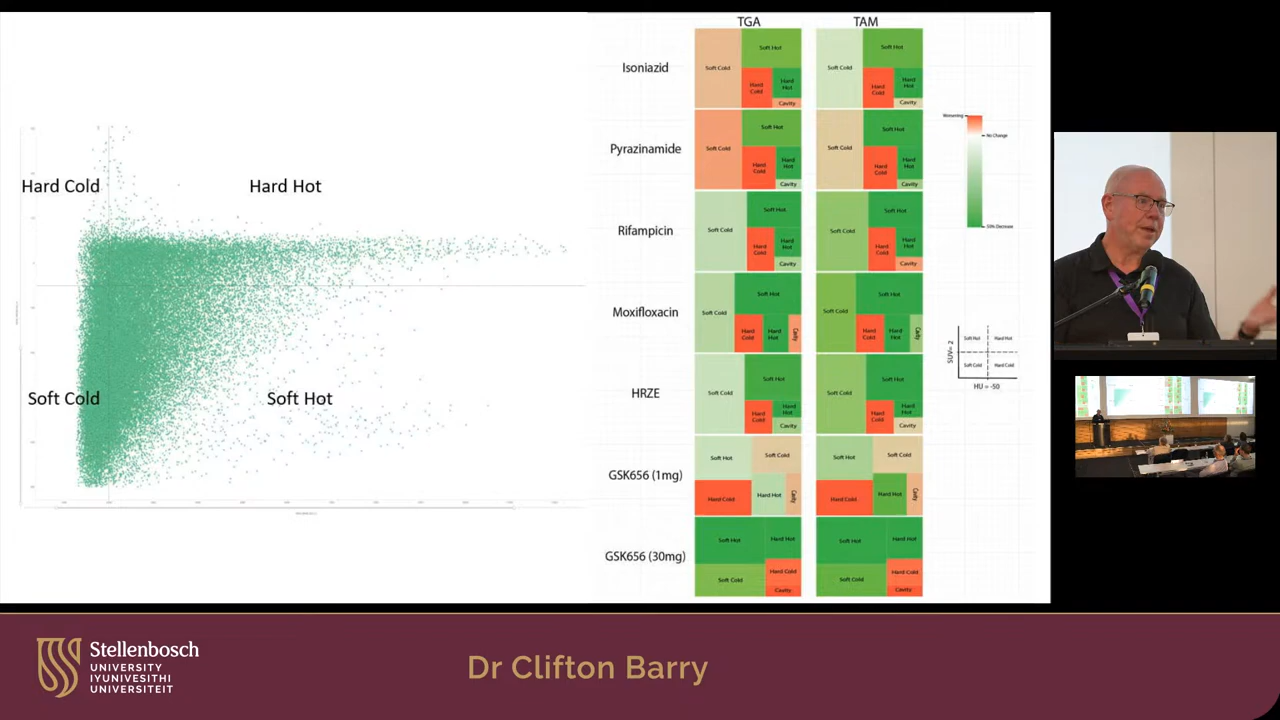 TGA
TAM
Isoniazid
Soft Cold
Soft Hot
Hard Cold
Hard Hot
Cavity
Soft Cold
Soft Hot
Hard Cold
Hard Hot
Cavity
Pyrazinamide
Soft Cold
Soft Hot
Hard Cold
Hard Hot
Cavity
Soft Cold
Soft Hot
Hard Cold
Hard Hot
Cavity
Rifampicin
Soft Cold
Soft Hot
Hard Cold
Hard Hot
Cavity
Soft Cold
Soft Hot
Hard Cold
Hard Hot
Cavity
Moxifloxacin
Soft Cold
Soft Hot
Hard Cold
Hard Hot
Cavity
Soft Cold
Soft Hot
Hard Cold
Hard Hot
Cavity
HRZE
Soft Cold
Soft Hot
Hard Cold
Hard Hot
Cavity
Soft Cold
Soft Hot
Hard Cold
Hard Hot
Cavity
GSK656 (1mg)
Soft Hot
Soft Cold
Hard Cold
Hard Hot
Cavity
Soft Hot
Soft Cold
Hard Cold
Hard Hot
Cavity
GSK656 (30mg)
Soft Hot
Hard Hot
Soft Cold
Hard Cold
Cavity
Soft Hot
Hard Hot
Soft Cold
Hard Cold
Cavity
Hard Cold
Hard Hot
Soft Cold
Soft Hot
Worsening
No Change
50% Decrease
SUV= 2
Soft Hot
Hard Hot
Soft Cold
Hard Cold
HU = -50
Stellenbosch
UNIVERSITY
IYUNIVESITHI
UNIVERSITEIT
Dr Clifton Barry